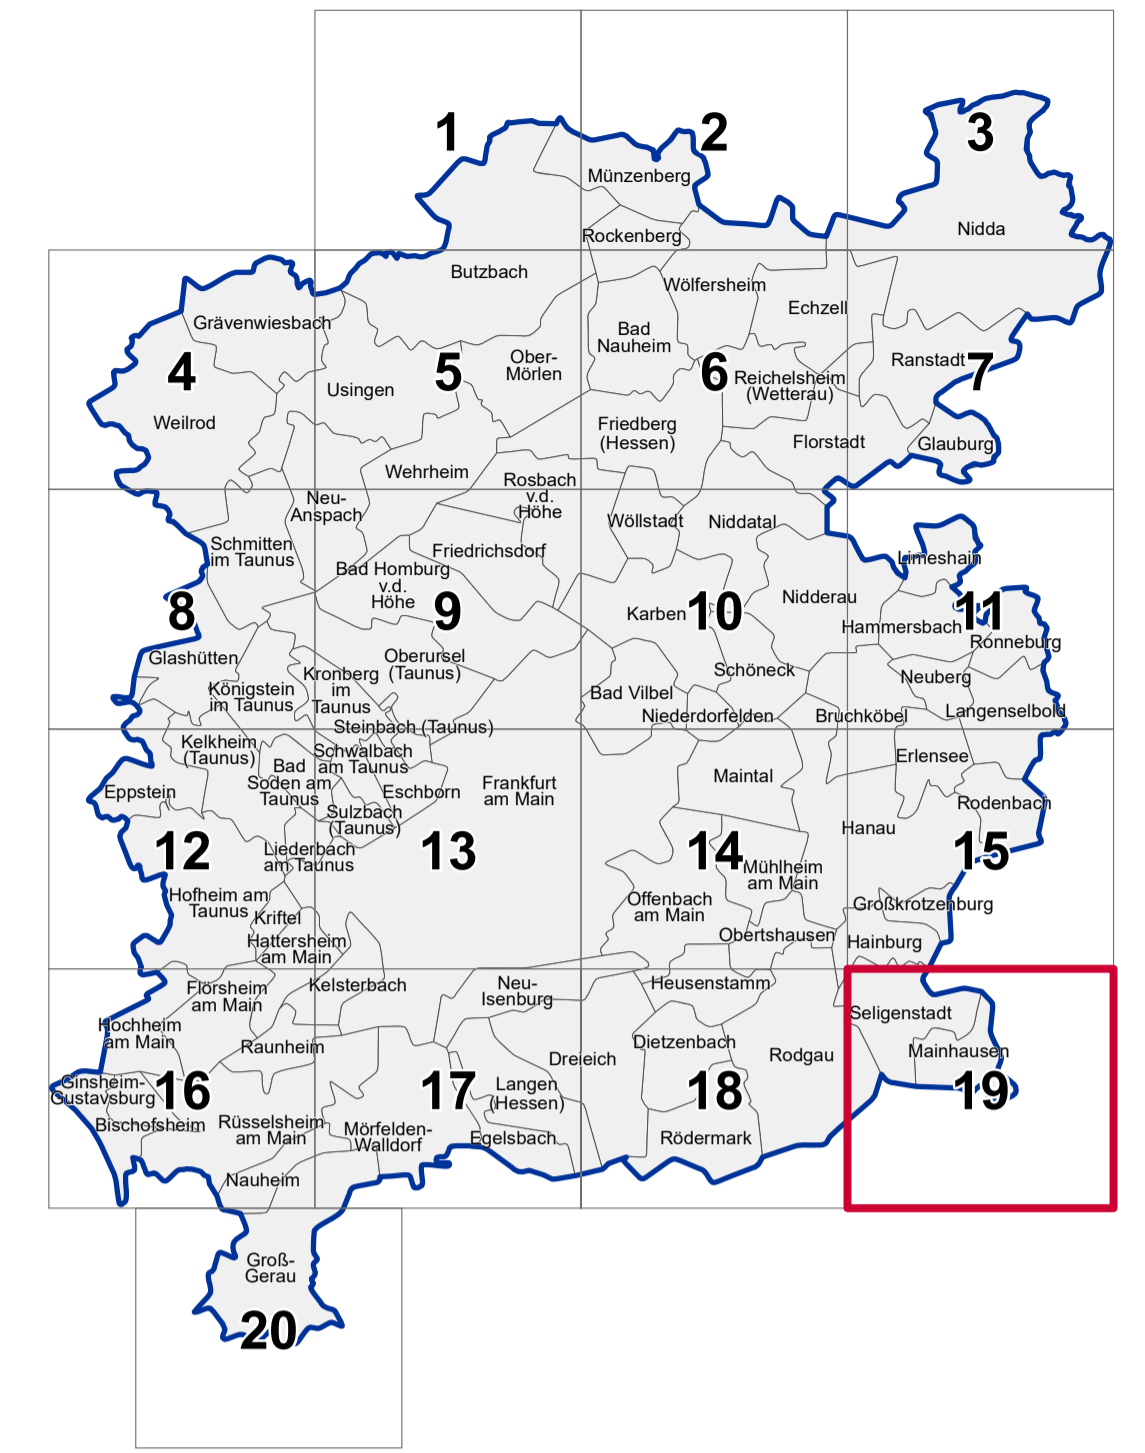 1
2
3
Münzenberg
Rockenberg
Nidda
Butzbach
Wölfersheim
Echzell
Grävenwiesbach
Bad
Nauheim
Ober-
Mörlen
4
5
6
7
Usingen
Ranstadt
Reichelsheim
(Wetterau)
Weilrod
Friedberg
(Hessen)
Florstadt
Glauburg
Wehrheim
Rosbach
v.d.
Höhe
Neu-
Anspach
Wöllstadt
Niddatal
Schmitten
im Taunus
Friedrichsdorf
Limeshain
Bad Homburg
v.d.
Höhe
8
9
10
11
Karben
Nidderau
Hammersbach
Ronneburg
Glashütten
Oberursel
(Taunus)
Kronberg
im
Taunus
Königstein
im Taunus
Schöneck
Neuberg
Bad Vilbel
Niederdorfelden
Bruchköbel
Langenselbold
Steinbach (Taunus)
Kelkheim
(Taunus)
Schwalbach
am Taunus
Bad
Soden am
Taunus
Erlensee
Maintal
Eppstein
Eschborn
Frankfurt
am Main
Sulzbach
(Taunus)
Rodenbach
Hanau
12
13
14
15
Liederbach
am Taunus
Mühlheim
am Main
Hofheim am
Taunus
Offenbach
am Main
Großkrotzenburg
Kriftel
Hattersheim
am Main
Obertshausen
Hainburg
Flörsheim
am Main
Kelsterbach
Neu-
Isenburg
Heusenstamm
Seligenstadt
Hochheim
am Main
Raunheim
Dreieich
Dietzenbach
Rodgau
Mainhausen
Ginsheim-
Gustavsburg
16
17
18
19
Langen
(Hessen)
Bischofsheim
Rüsselsheim
am Main
Mörfelden-
Walldorf
Egelsbach
Rödermark
Nauheim
Groß-
Gerau
20